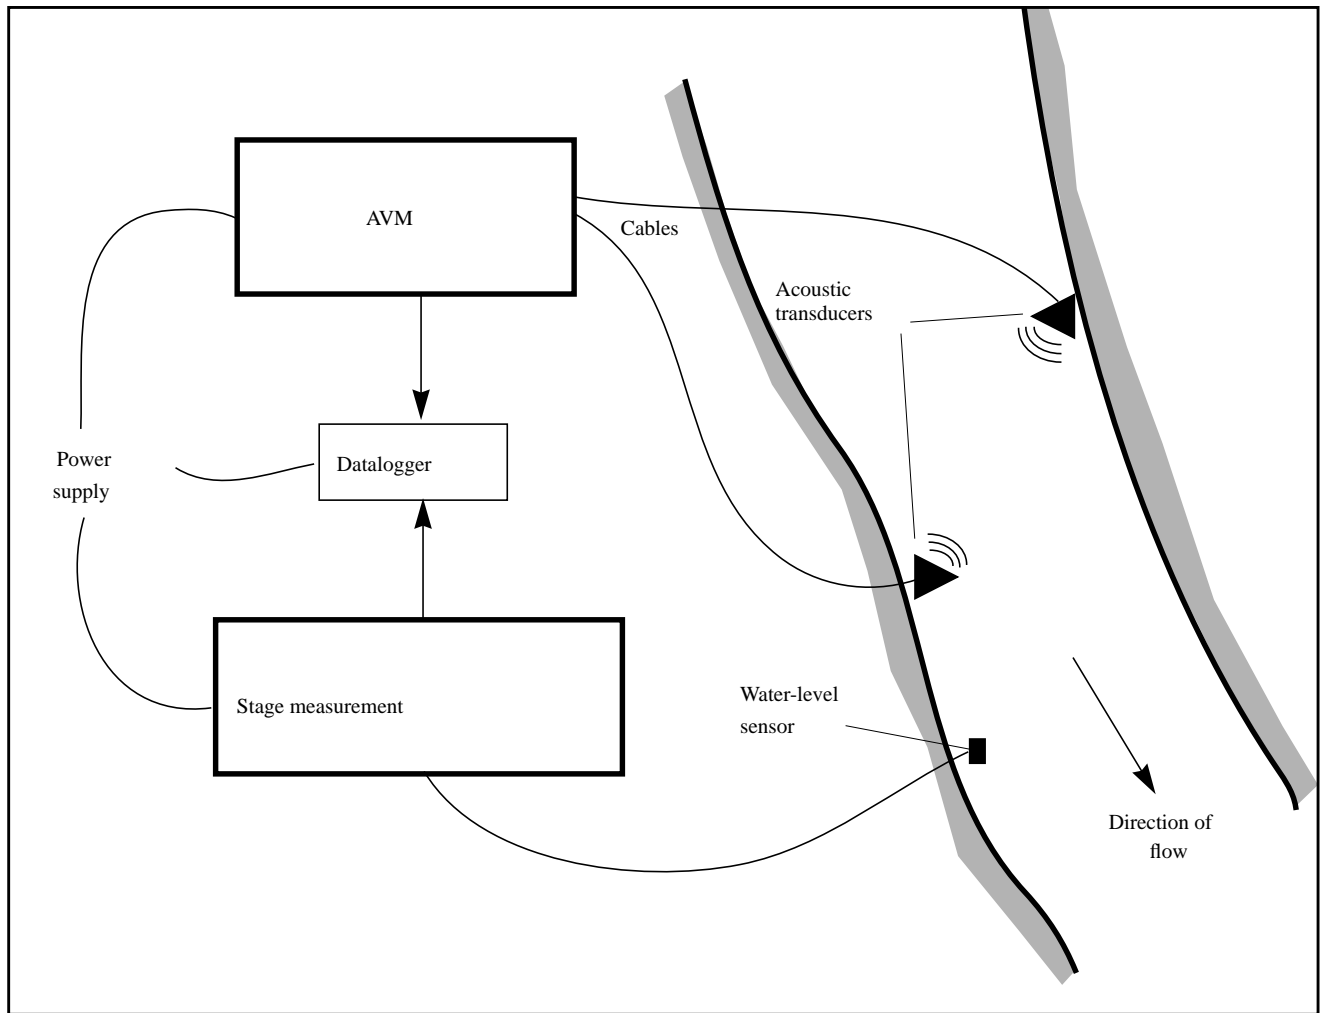 AVM
Cables
Acoustic
transducers
Power
supply
Datalogger
Stage measurement
Water-level
sensor
Direction of
flow